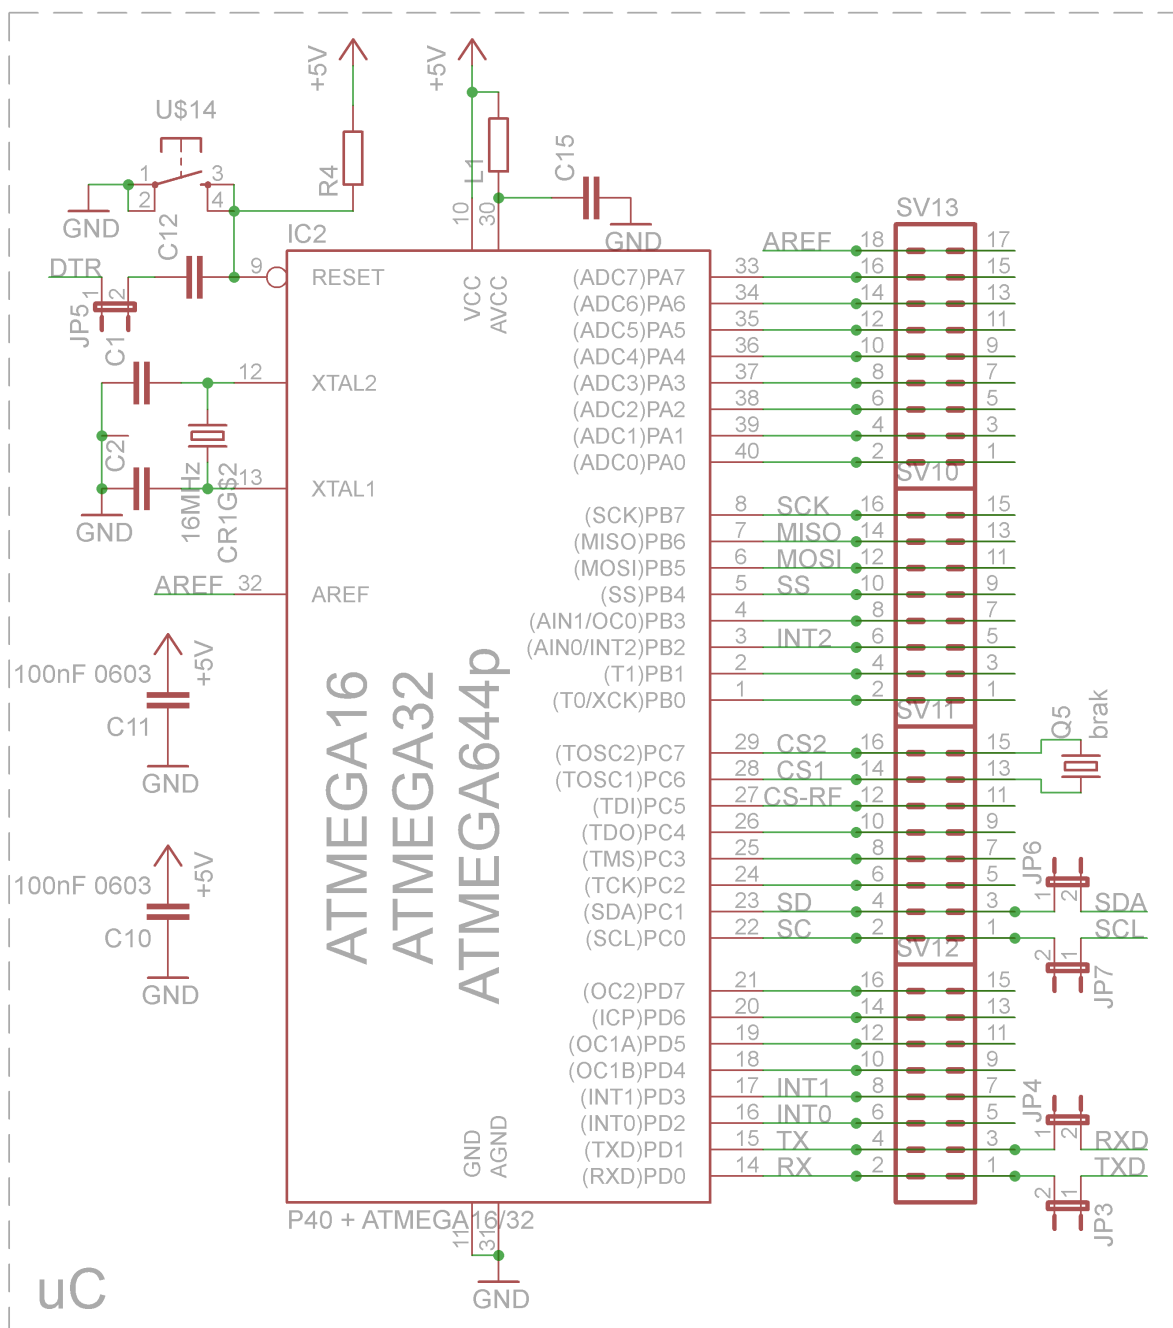 +5V
+5V
U$14
1 3
2 4
GND
R4
L1
C15
GND
10
30
C12
IC2
DTR
9
RESET
JP5
1
2
C1
12
XTAL2
C2
16MHz
CR1G$2
13
XTAL1
GND
AREF 32
AREF
VCC
AVCC
SV13
AREF 18 17
(ADC7)PA7 33 16 15
(ADC6)PA6 34 14 13
(ADC5)PA5 35 12 11
(ADC4)PA4 36 10 9
(ADC3)PA3 37 8 7
(ADC2)PA2 38 6 5
(ADC1)PA1 39 4 3
(ADC0)PA0 40 2 1
SV10
(SCK)PB7 8 SCK 16 15
(MISO)PB6 7 MISO 14 13
(MOSI)PB5 6 MOSI 12 11
(SS)PB4 5 SS 10 9
(AIN1/OC0)PB3 4 8 7
(AIN0/INT2)PB2 3 INT2 6 5
(T1)PB1 2 4 3
(T0/XCK)PB0 1 2 1
SV11
(TOSC2)PC7 29 CS2 16 15
(TOSC1)PC6 28 CS1 14 13
(TDI)PC5 27 CS-RF 12 11
(TDO)PC4 26 10 9
(TMS)PC3 25 8 7
(TCK)PC2 24 6 5
(SDA)PC1 23 SD 4 3
(SCL)PC0 22 SC 2 1
SV12
(OC2)PD7 21 16 15
(ICP)PD6 20 14 13
(OC1A)PD5 19 12 11
(OC1B)PD4 18 10 9
(INT1)PD3 17 INT1 8 7
(INT0)PD2 16 INT0 6 5
(TXD)PD1 15 TX 4 3
(RXD)PD0 14 RX 2 1
Q5
brak
JP6
1
2
SDA
SCL
2
1
JP7
JP4
1
2
RXD
TXD
2
1
JP3
+5V
100nF 0603
C11
GND
+5V
100nF 0603
C10
GND
ATMEGA16
ATMEGA32
ATMEGA644p
GND
AGND
P40 + ATMEGA16/32
11
31
GND
uC